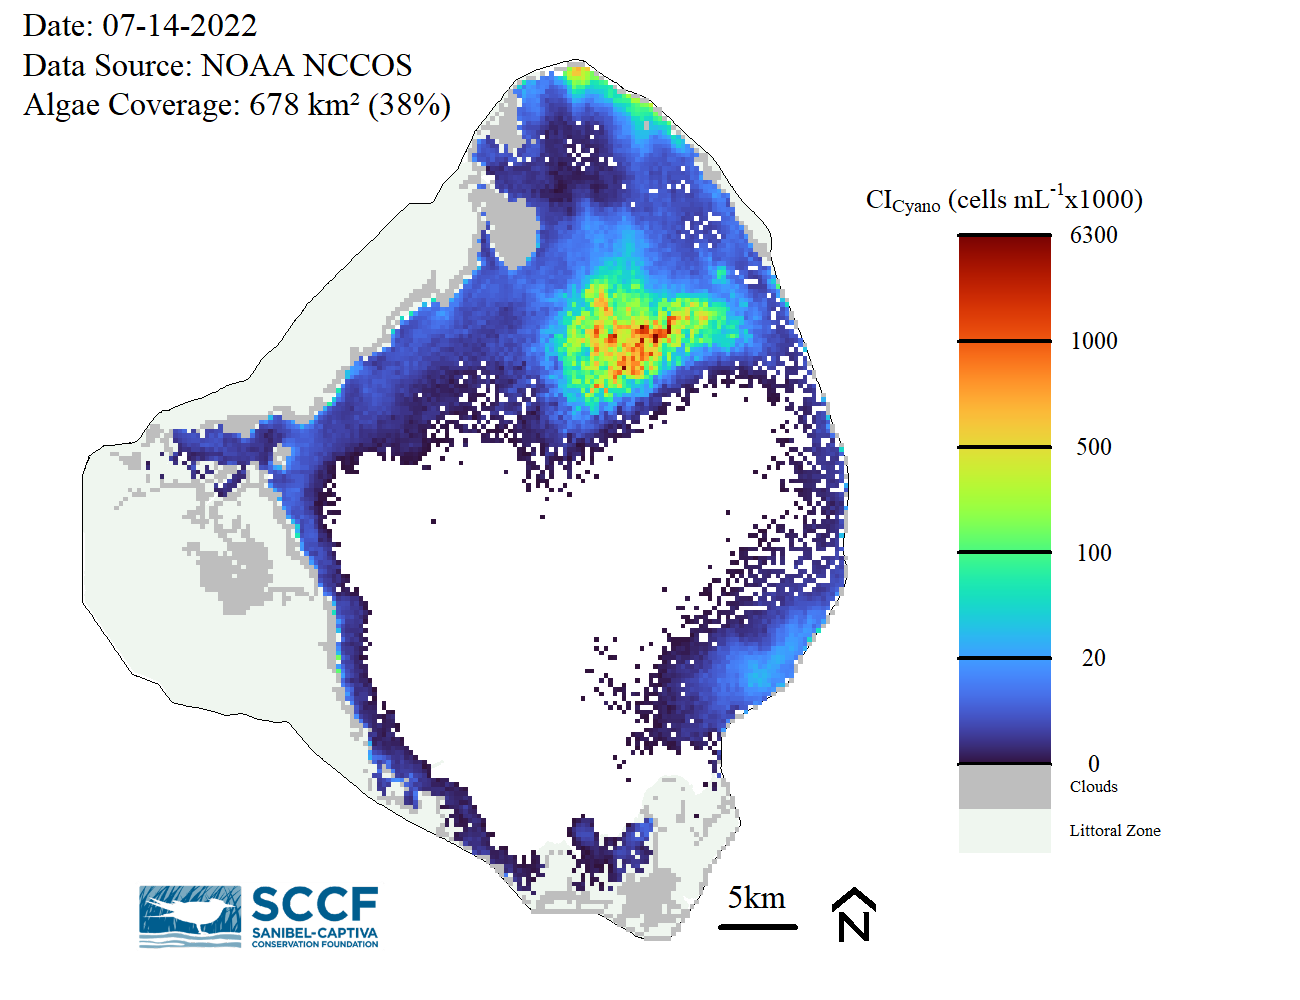 Date: 07-14-2022
Data Source: NOAA NCCOS
Algae Coverage: 678 km² (38%)
CICyano (cells mL-1x1000)
6300
1000
500
100
20
0
Clouds
Littoral Zone
5km
N
SCCF
SANIBEL-CAPTIVA
CONSERVATION FOUNDATION